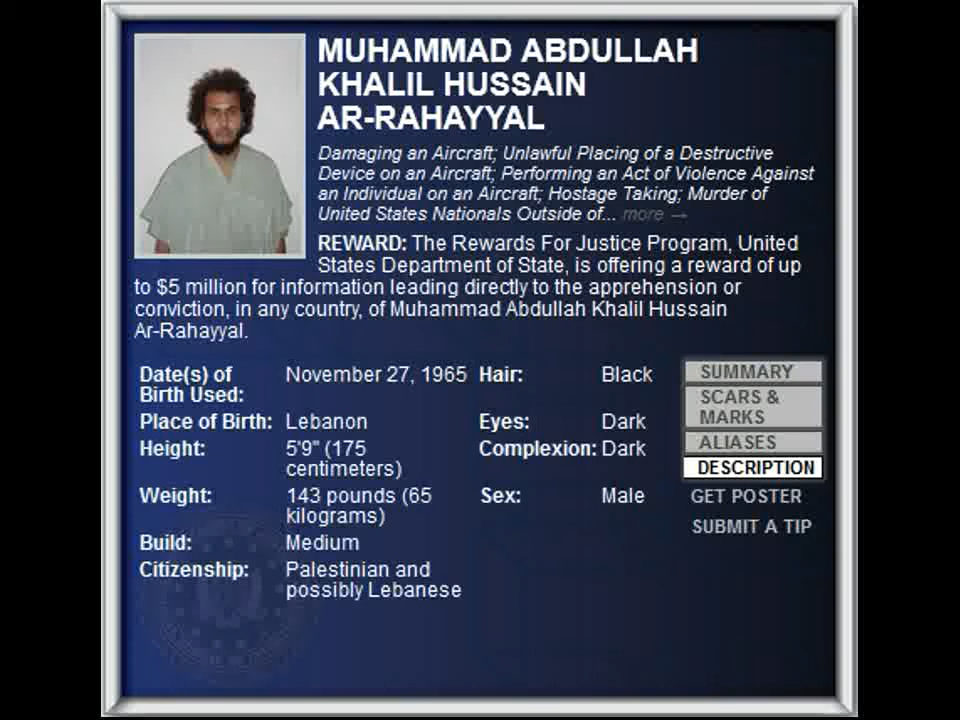 MUHAMMAD ABDULLAH
KHALIL HUSSAIN
AR-RAHAYYAL
Damaging an Aircraft; Unlawful Placing of a Destructive
Device on an Aircraft; Performing an Act of Violence Against
an Individual on an Aircraft; Hostage Taking; Murder of
United States Nationals Outside of... more →
REWARD: The Rewards For Justice Program, United
States Department of State, is offering a reward of up
to $5 million for information leading directly to the apprehension or
conviction, in any country, of Muhammad Abdullah Khalil Hussain
Ar-Rahayyal.
Date(s) of November 27, 1965 Hair: Black
Birth Used:
Place of Birth: Lebanon Eyes: Dark
Height: 5'9" (175 Complexion: Dark
centimeters)
Weight: 143 pounds (65 Sex: Male
kilograms)
Build: Medium
Citizenship: Palestinian and
possibly Lebanese
SUMMARY
SCARS &
MARKS
ALIASES
DESCRIPTION
GET POSTER
SUBMIT A TIP